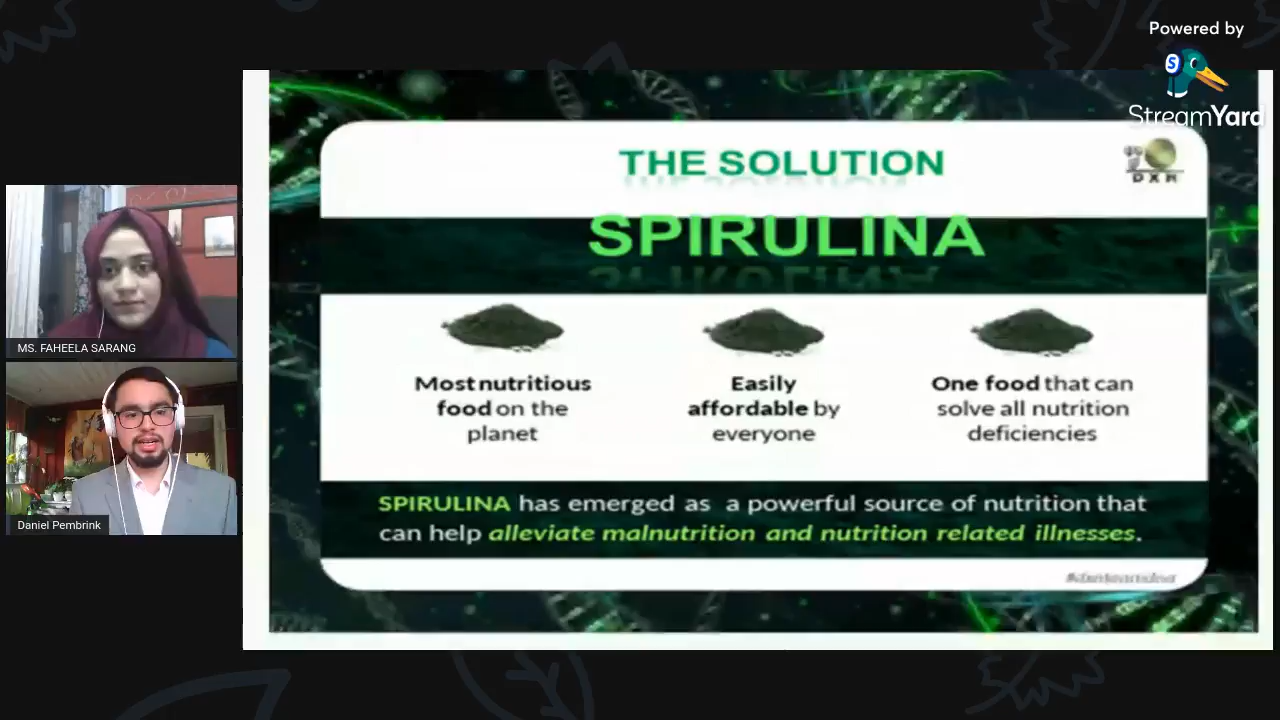 Powered by
StreamYard
THE SOLUTION
DXN
SPIRULINA
Most nutritious
food on the
planet
Easily
affordable by
everyone
One food that can
solve all nutrition
deficiencies
SPIRULINA has emerged as a powerful source of nutrition that
can help alleviate malnutrition and nutrition related illnesses.
MS. FAHEELA SARANG
Daniel Pembrink